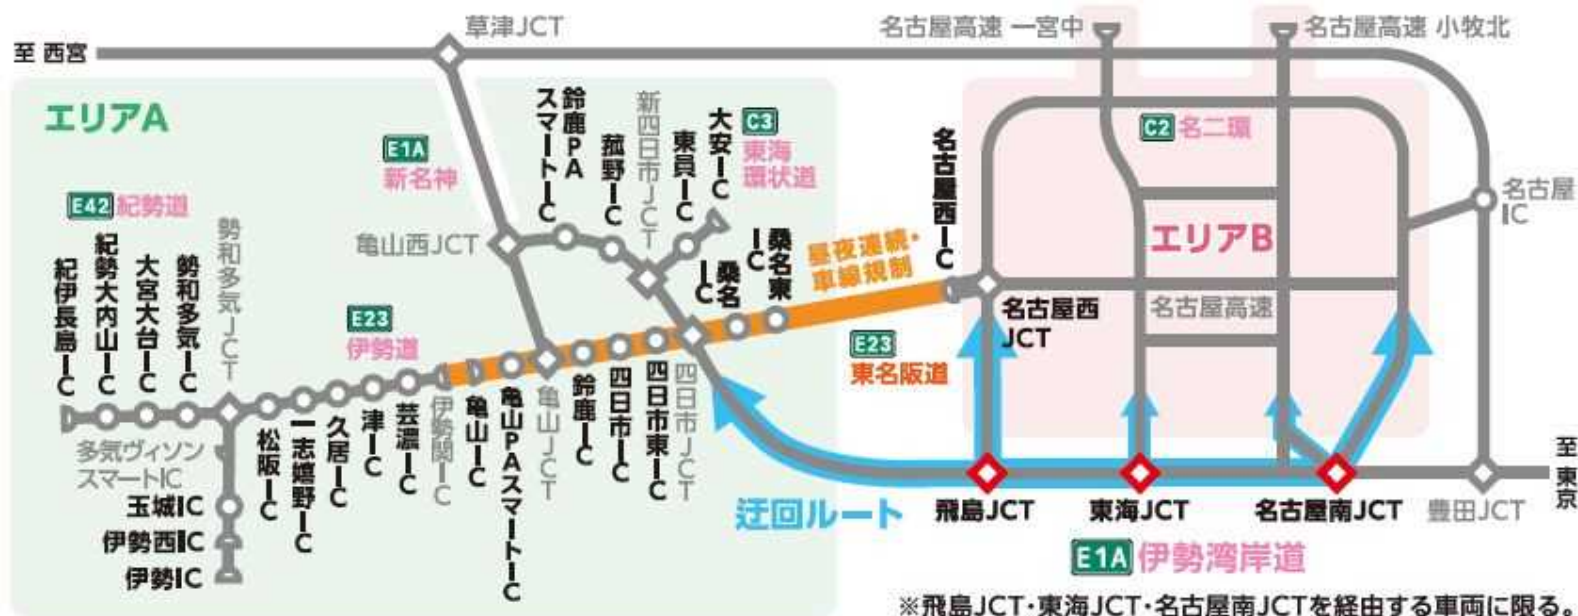 草津JCT
名古屋高速 一宮中
名古屋高速 小牧北
至 西宮
エリアA
E1A
新名神
鈴鹿PA
スマートIC
菰野IC
新四日市JCT
東員IC
大安IC
C3
東海
環状道
名古屋西IC
C2 名二環
名古屋
IC
E42 紀勢道
勢和多気JCT
亀山西JCT
桑名
IC
桑名東
IC
昼夜連続・
車線規制
エリアB
紀伊長島IC
紀勢大内山IC
大宮大台IC
勢和多気IC
E23
伊勢道
名古屋西
JCT
名古屋高速
E23
東名阪道
多気ヴィソン
スマートIC
松阪IC
一志嬉野IC
久居IC
津IC
芸濃IC
伊勢関IC
亀山IC
亀山PAスマートIC
亀山JCT
鈴鹿IC
四日市IC
四日市東IC
四日市JCT
玉城IC
伊勢西IC
伊勢IC
迂回ルート
飛島JCT
東海JCT
名古屋南JCT
豊田JCT
至
東京
E1A 伊勢湾岸道
※飛島JCT・東海JCT・名古屋南JCTを経由する車両に限る。